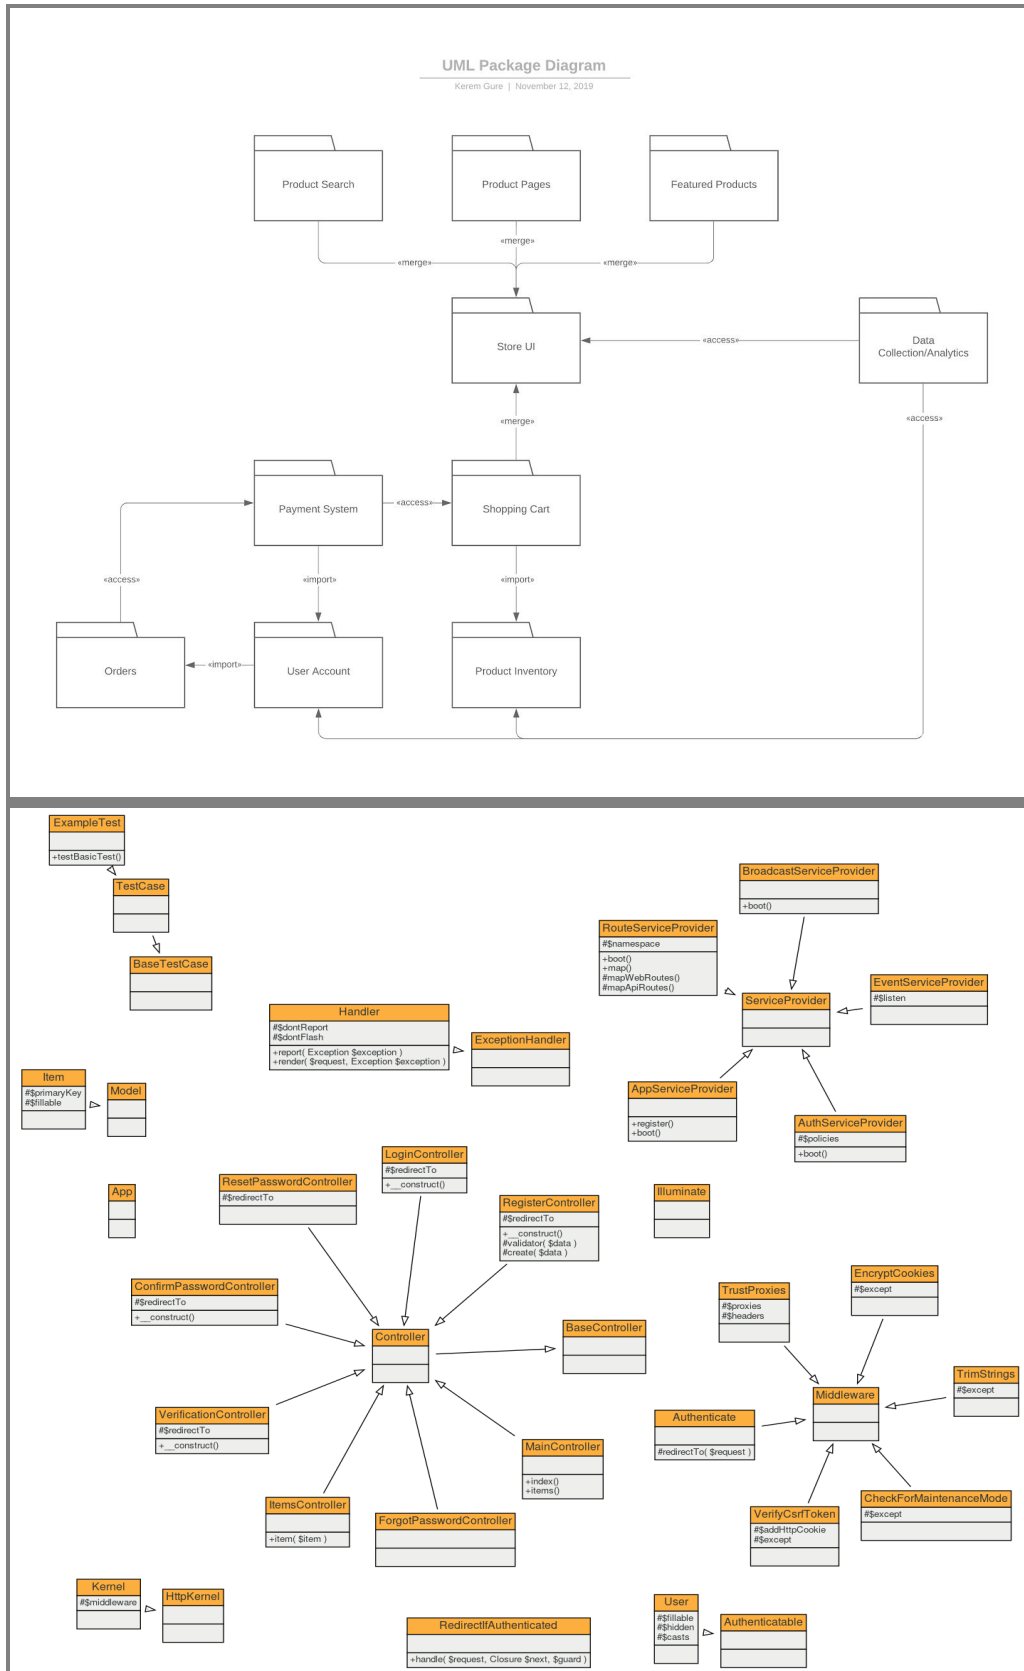 UML Package Diagram
Kerem Gure | November 12, 2019
Product Search
Product Pages
Featured Products
«merge»
«merge»
«merge»
Store UI
«access»
Data
Collection/Analytics
«merge»
«access»
Payment System
«access»
Shopping Cart
«access»
«import»
«import»
Orders
«import»
User Account
Product Inventory
ExampleTest
+testBasicTest()
TestCase
BaseTestCase
BroadcastServiceProvider
+boot()
RouteServiceProvider
#$namespace
+boot()
+map()
#mapWebRoutes()
#mapApiRoutes()
ServiceProvider
EventServiceProvider
#$listen
Handler
#$dontReport
#$dontFlash
+report( Exception $exception )
+render( $request, Exception $exception )
ExceptionHandler
Item
#$primaryKey
#$fillable
Model
AppServiceProvider
+register()
+boot()
AuthServiceProvider
#$policies
+boot()
App
ResetPasswordController
#$redirectTo
LoginController
#$redirectTo
+__construct()
RegisterController
#$redirectTo
+__construct()
#validator( $data )
#create( $data )
Illuminate
ConfirmPasswordController
#$redirectTo
+__construct()
Controller
BaseController
TrustProxies
#$proxies
#$headers
EncryptCookies
#$except
TrimStrings
#$except
Middleware
VerificationController
#$redirectTo
+__construct()
MainController
+index()
+items()
Authenticate
#redirectTo( $request )
ItemsController
+item( $item )
ForgotPasswordController
VerifyCsrfToken
#$addHttpCookie
#$except
CheckForMaintenanceMode
#$except
Kernel
#$middleware
HttpKernel
RedirectIfAuthenticated
+handle( $request, Closure $next, $guard )
User
#$fillable
#$hidden
#$casts
Authenticatable